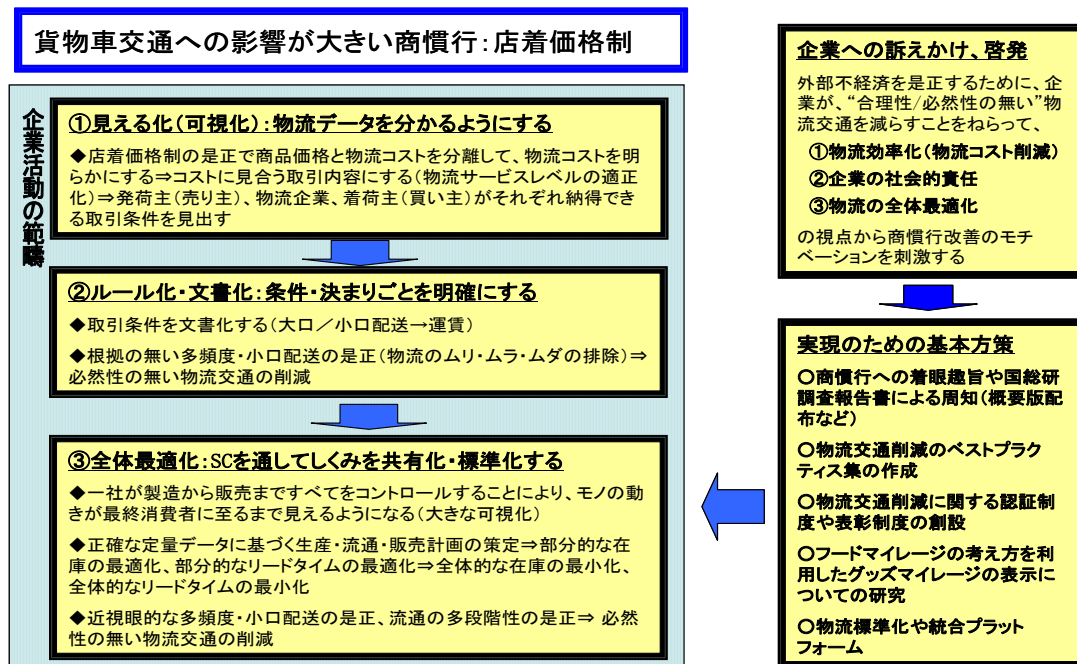 貨物車交通への影響が大きい商慣行：店着価格制
企業活動の範疇
①見える化（可視化）：物流データを分かるようにする
◆店着価格制の是正で商品価格と物流コストを分離して、物流コストを明
らかにする⇒コストに見合う取引内容にする（物流サービスレベルの適正
化）⇒発荷主（売り主）、物流企業、着荷主（買い主）がそれぞれ納得でき
る取引条件を見出す
②ルール化・文書化：条件・決まりごとを明確にする
◆取引条件を文書化する（大口／小口配送→運賃）
◆根拠の無い多頻度・小口配送の是正（物流のムリ・ムラ・ムダの排除）⇒
必然性の無い物流交通の削減
③全体最適化：SCを通してしくみを共有化・標準化する
◆一社が製造から販売まですべてをコントロールすることにより、モノの動
きが最終消費者に至るまで見えるようになる（大きな可視化）
◆正確な定量データに基づく生産・流通・販売計画の策定⇒部分的な在
庫の最適化、部分的なリードタイムの最適化⇒全体的な在庫の最小化、
全体的なリードタイムの最小化
◆近視眼的な多頻度・小口配送の是正、流通の多段階性の是正⇒ 必然
性の無い物流交通の削減
企業への訴えかけ、啓発
外部不経済を是正するために、企
業が、“合理性/必然性の無い”物
流交通を減らすことをねらって、
①物流効率化（物流コスト削減）
②企業の社会的責任
③物流の全体最適化
の視点から商慣行改善のモチ
ベーションを刺激する
実現のための基本方策
○商慣行への着眼趣旨や国総研
調査報告書による周知（概要版配
布など）
○物流交通削減のベストプラク
ティス集の作成
○物流交通削減に関する認証制
度や表彰制度の創設
○フードマイレージの考え方を利
用したグッズマイレージの表示に
ついての研究
○物流標準化や統合プラット
フォーム